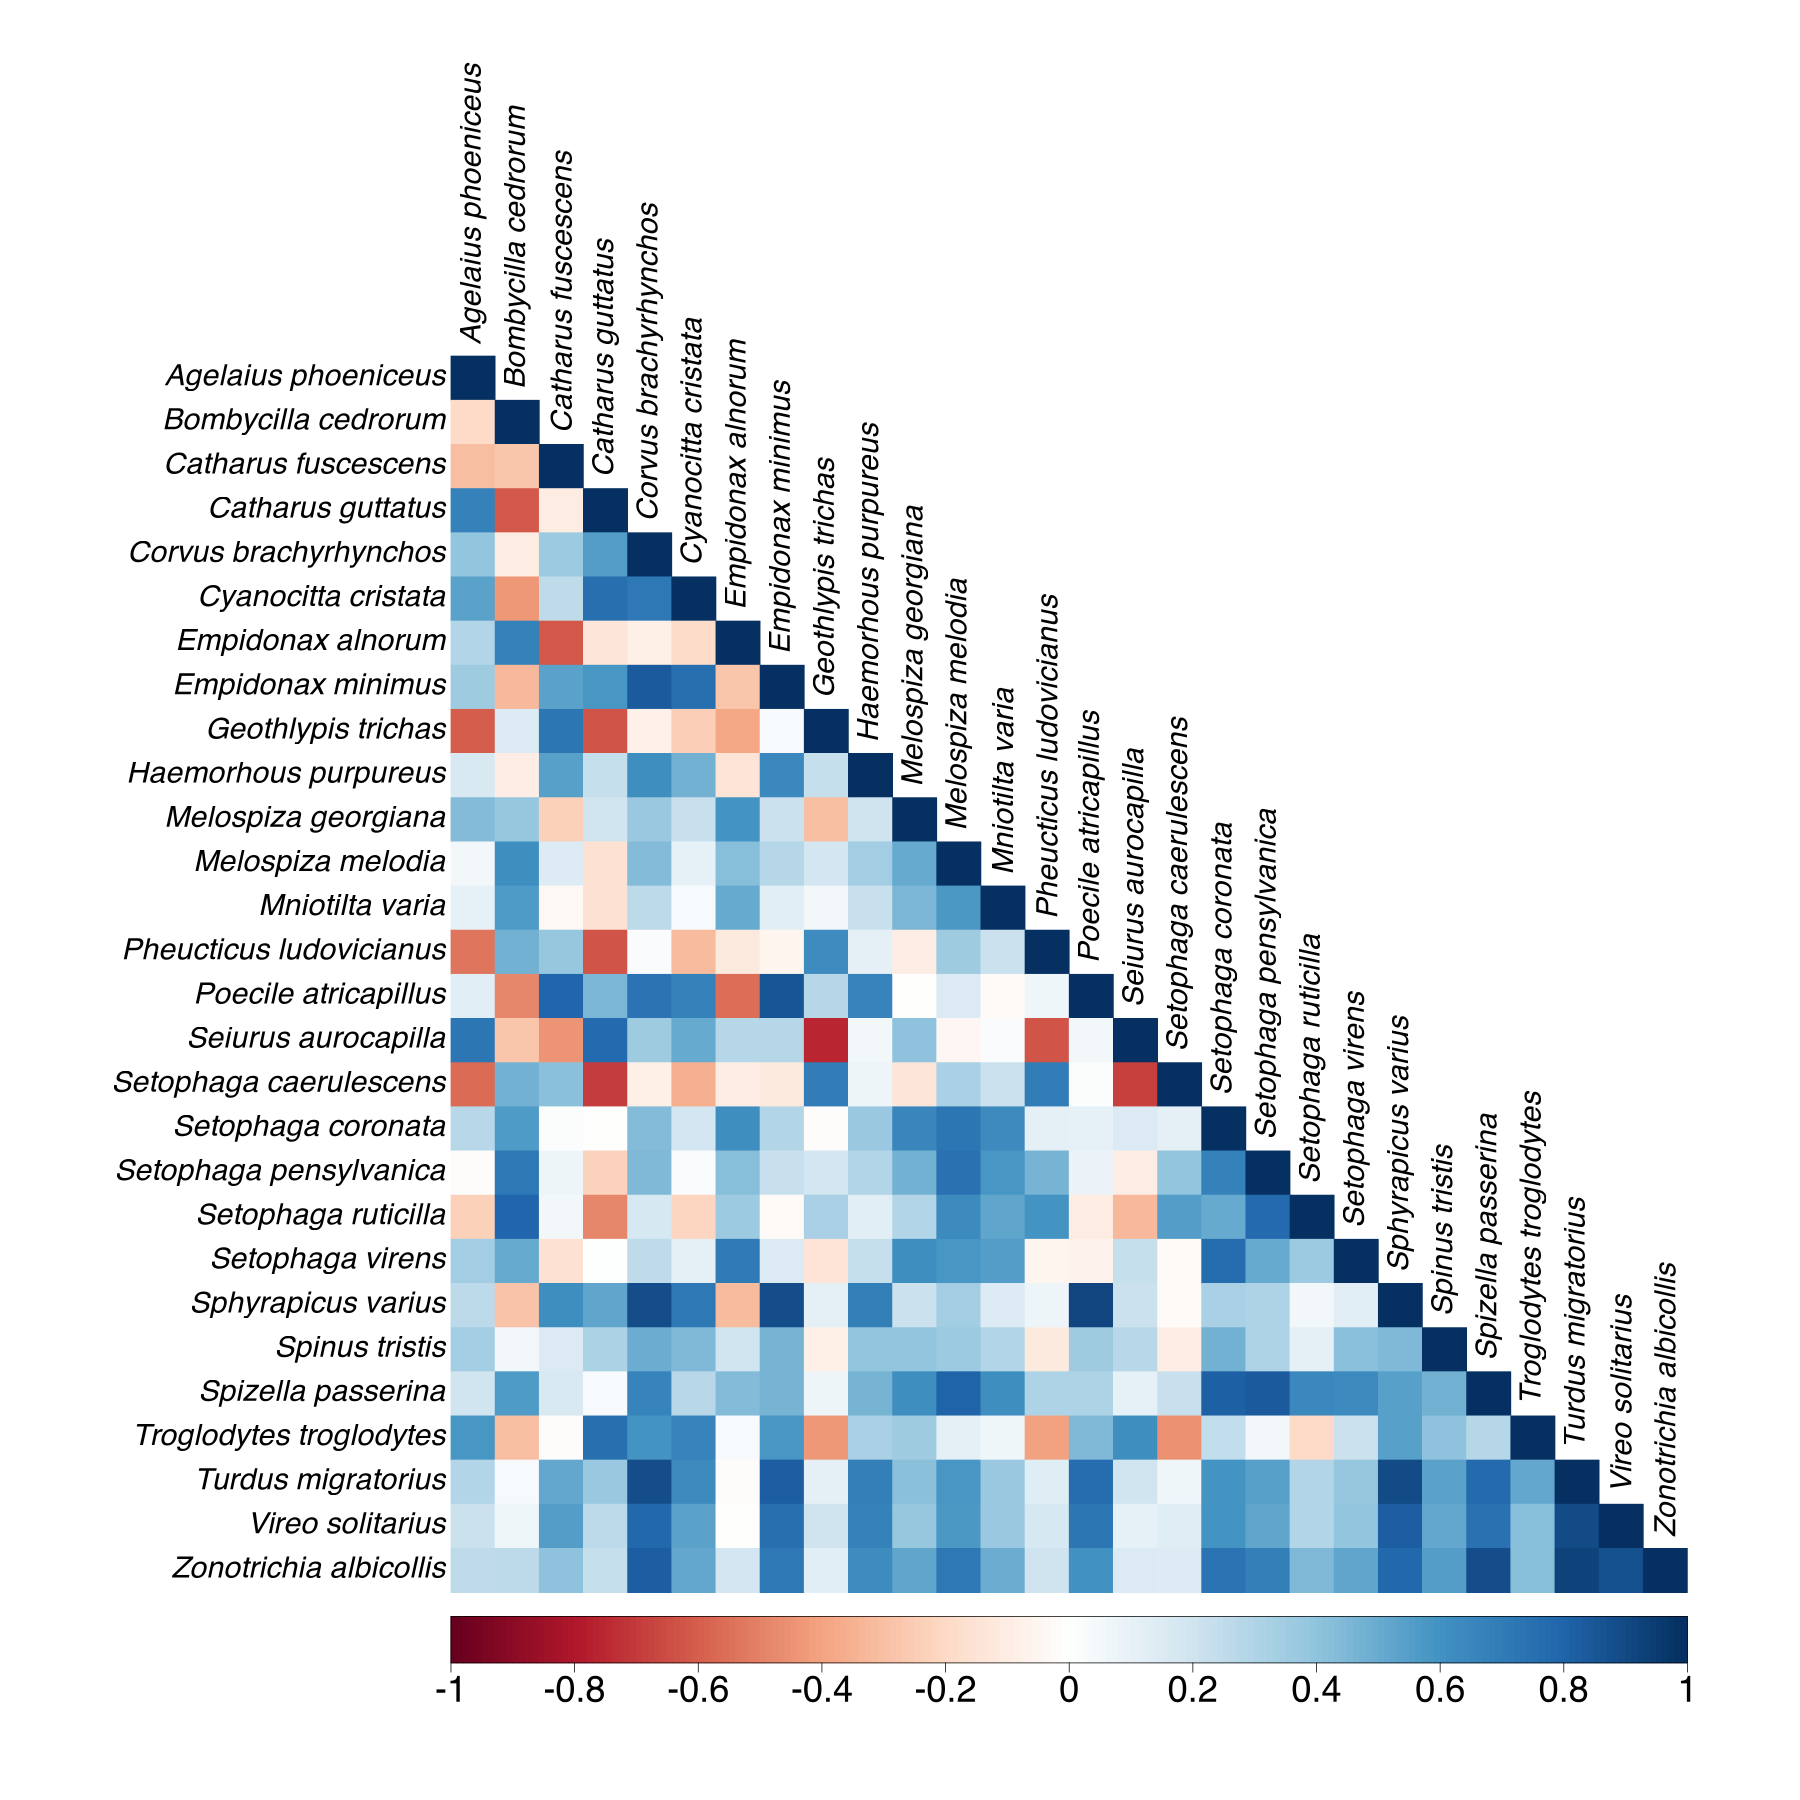 Agelaius phoeniceus
Bombycilla cedrorum
Catharus fuscescens
Catharus guttatus
Corvus brachyrhynchos
Cyanocitta cristata
Empidonax alnorum
Empidonax minimus
Geothlypis trichas
Haemorhous purpureus
Melospiza georgiana
Melospiza melodia
Mniotilta varia
Pheucticus ludovicianus
Poecile atricapillus
Seiurus aurocapilla
Setophaga caerulescens
Setophaga coronata
Setophaga pensylvanica
Setophaga ruticilla
Setophaga virens
Sphyrapicus varius
Spinus tristis
Spizella passerina
Troglodytes troglodytes
Turdus migratorius
Vireo solitarius
Zonotrichia albicollis
Agelaius phoeniceus
Bombycilla cedrorum
Catharus fuscescens
Catharus guttatus
Corvus brachyrhynchos
Cyanocitta cristata
Empidonax alnorum
Empidonax minimus
Geothlypis trichas
Haemorhous purpureus
Melospiza georgiana
Melospiza melodia
Mniotilta varia
Pheucticus ludovicianus
Poecile atricapillus
Seiurus aurocapilla
Setophaga caerulescens
Setophaga coronata
Setophaga pensylvanica
Setophaga ruticilla
Setophaga virens
Sphyrapicus varius
Spinus tristis
Spizella passerina
Troglodytes troglodytes
Turdus migratorius
Vireo solitarius
Zonotrichia albicollis
-1 -0.8 -0.6 -0.4 -0.2 0 0.2 0.4 0.6 0.8 1